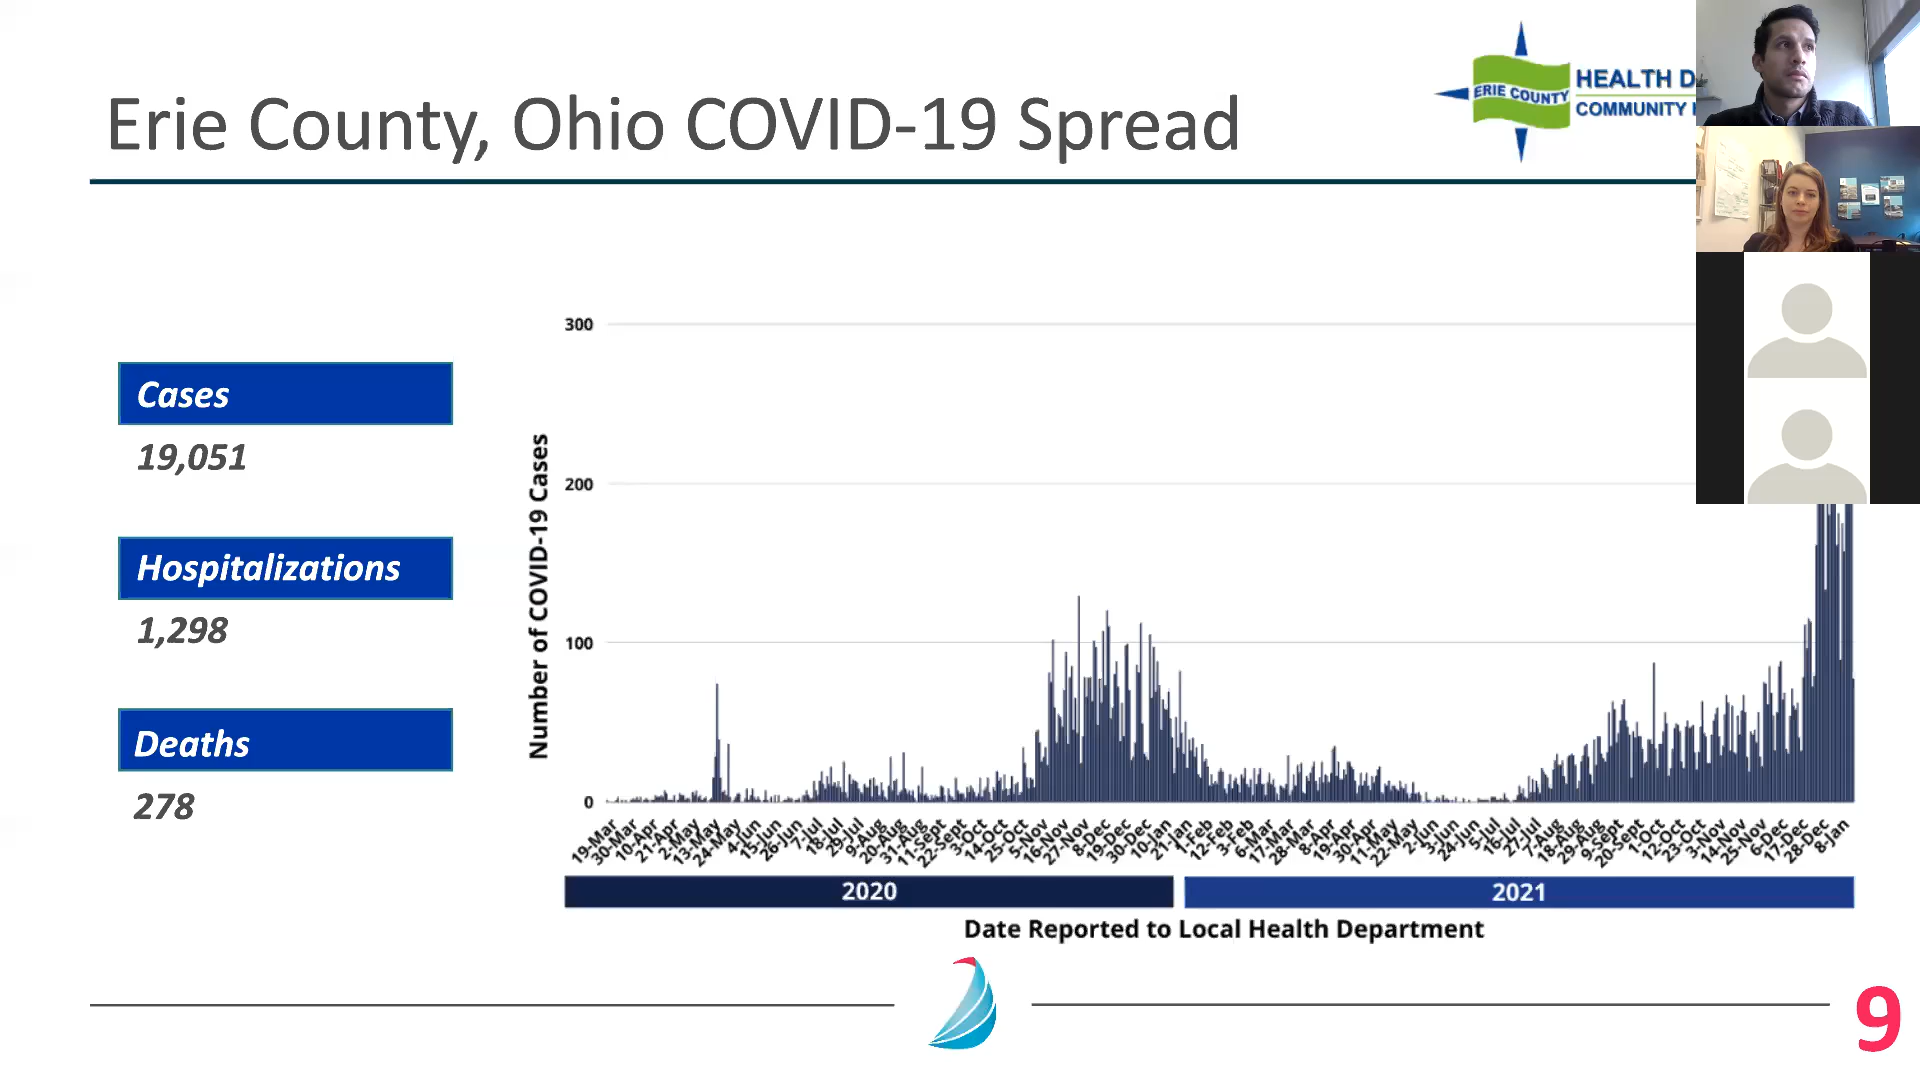 Erie County, Ohio COVID-19 Spread
ERIE COUNTY
HEALTH D
COMMUNITY
Cases
19,051
Hospitalizations
1,298
Deaths
278
Number of COVID-19 Cases
300
200
100
0
19-Mar
30-Mar
10-Apr
21-Apr
2-May
13-May
24-May
4-Jun
15-Jun
26-Jun
7-Jul
18-Jul
29-Jul
9-Aug
20-Aug
31-Aug
11-Sept
22-Sept
3-Oct
14-Oct
25-Oct
5-Nov
16-Nov
27-Nov
8-Dec
19-Dec
30-Dec
10-Jan
21-Jan
1-Feb
12-Feb
3-Feb
6-Mar
17-Mar
28-Mar
8-Apr
19-Apr
30-Apr
11-May
22-May
2-Jun
3-Jun
24-Jun
5-Jul
16-Jul
27-Jul
7-Aug
18-Aug
29-Aug
9-Sept
20-Sept
1-Oct
12-Oct
23-Oct
3-Nov
14-Nov
25-Nov
6-Dec
17-Dec
28-Dec
8-Jan
2020
2021
Date Reported to Local Health Department
9